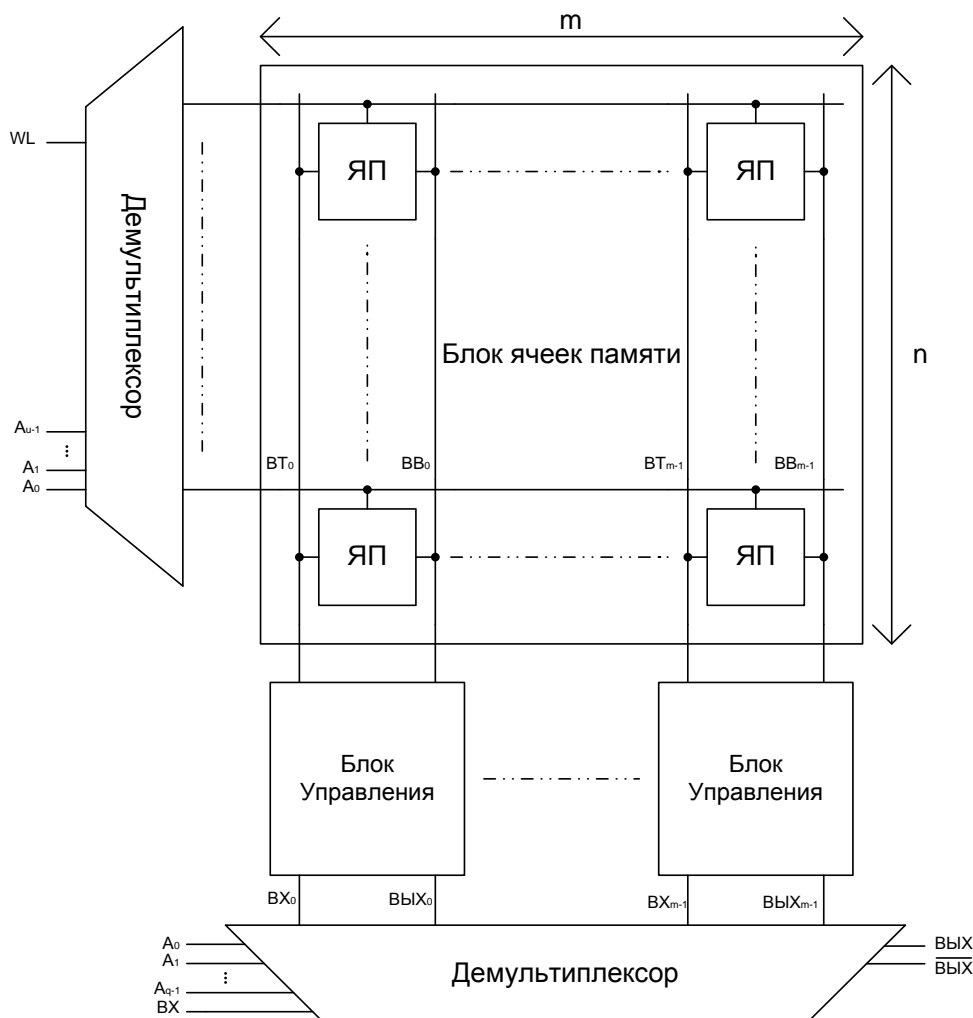 m
WL
ЯП
ЯП
Демультиплексор
Блок ячеек памяти
n
Au-1
⋮
A1
A0
BT0
BB0
BTm-1
BBm-1
ЯП
ЯП
Блок
Управления
Блок
Управления
ВХ0
ВЫХ0
ВХm-1
ВЫХm-1
A0
A1
⋮
Aq-1
ВХ
Демультиплексор
ВЫХ
ВЫХ